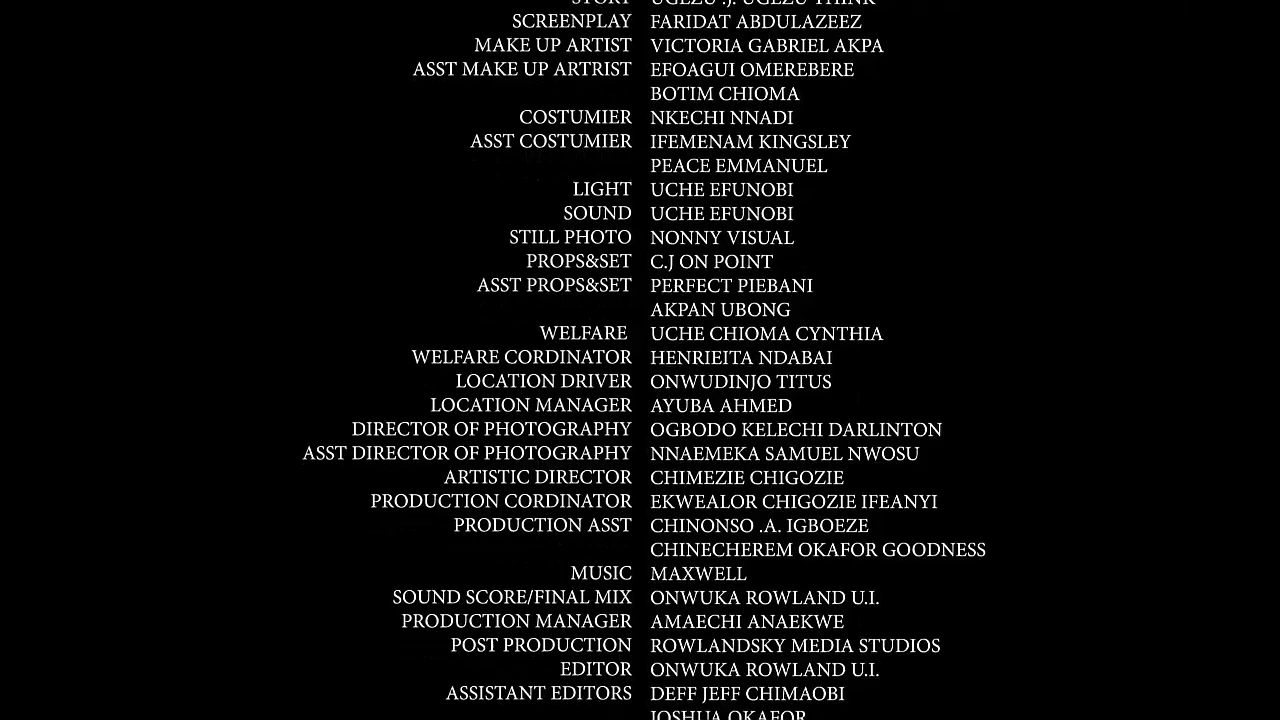 STORY UGEZU .J. UGEZU THINK
SCREENPLAY FARIDAT ABDULAZEEZ
MAKE UP ARTIST VICTORIA GABRIEL AKPA
ASST MAKE UP ARTRIST EFOAGUI OMEREBERE
BOTIM CHIOMA
COSTUMIER NKECHI NNADI
ASST COSTUMIER IFEMENAM KINGSLEY
PEACE EMMANUEL
LIGHT UCHE EFUNOBI
SOUND UCHE EFUNOBI
STILL PHOTO NONNY VISUAL
PROPS&SET C.J ON POINT
ASST PROPS&SET PERFECT PIEBANI
AKPAN UBONG
WELFARE UCHE CHIOMA CYNTHIA
WELFARE CORDINATOR HENRIEITA NDABAI
LOCATION DRIVER ONWUDINJO TITUS
LOCATION MANAGER AYUBA AHMED
DIRECTOR OF PHOTOGRAPHY OGBODO KELECHI DARLINTON
ASST DIRECTOR OF PHOTOGRAPHY NNAEMEKA SAMUEL NWOSU
ARTISTIC DIRECTOR CHIMEZIE CHIGOZIE
PRODUCTION CORDINATOR EKWEALOR CHIGOZIE IFEANYI
PRODUCTION ASST CHINONSO .A. IGBOEZE
CHINECHEREM OKAFOR GOODNESS
MUSIC MAXWELL
SOUND SCORE/FINAL MIX ONWUKA ROWLAND U.I.
PRODUCTION MANAGER AMAECHI ANAEKWE
POST PRODUCTION ROWLANDSKY MEDIA STUDIOS
EDITOR ONWUKA ROWLAND U.I.
ASSISTANT EDITORS DEFF JEFF CHIMAOBI
JOSHUA OKAFOR